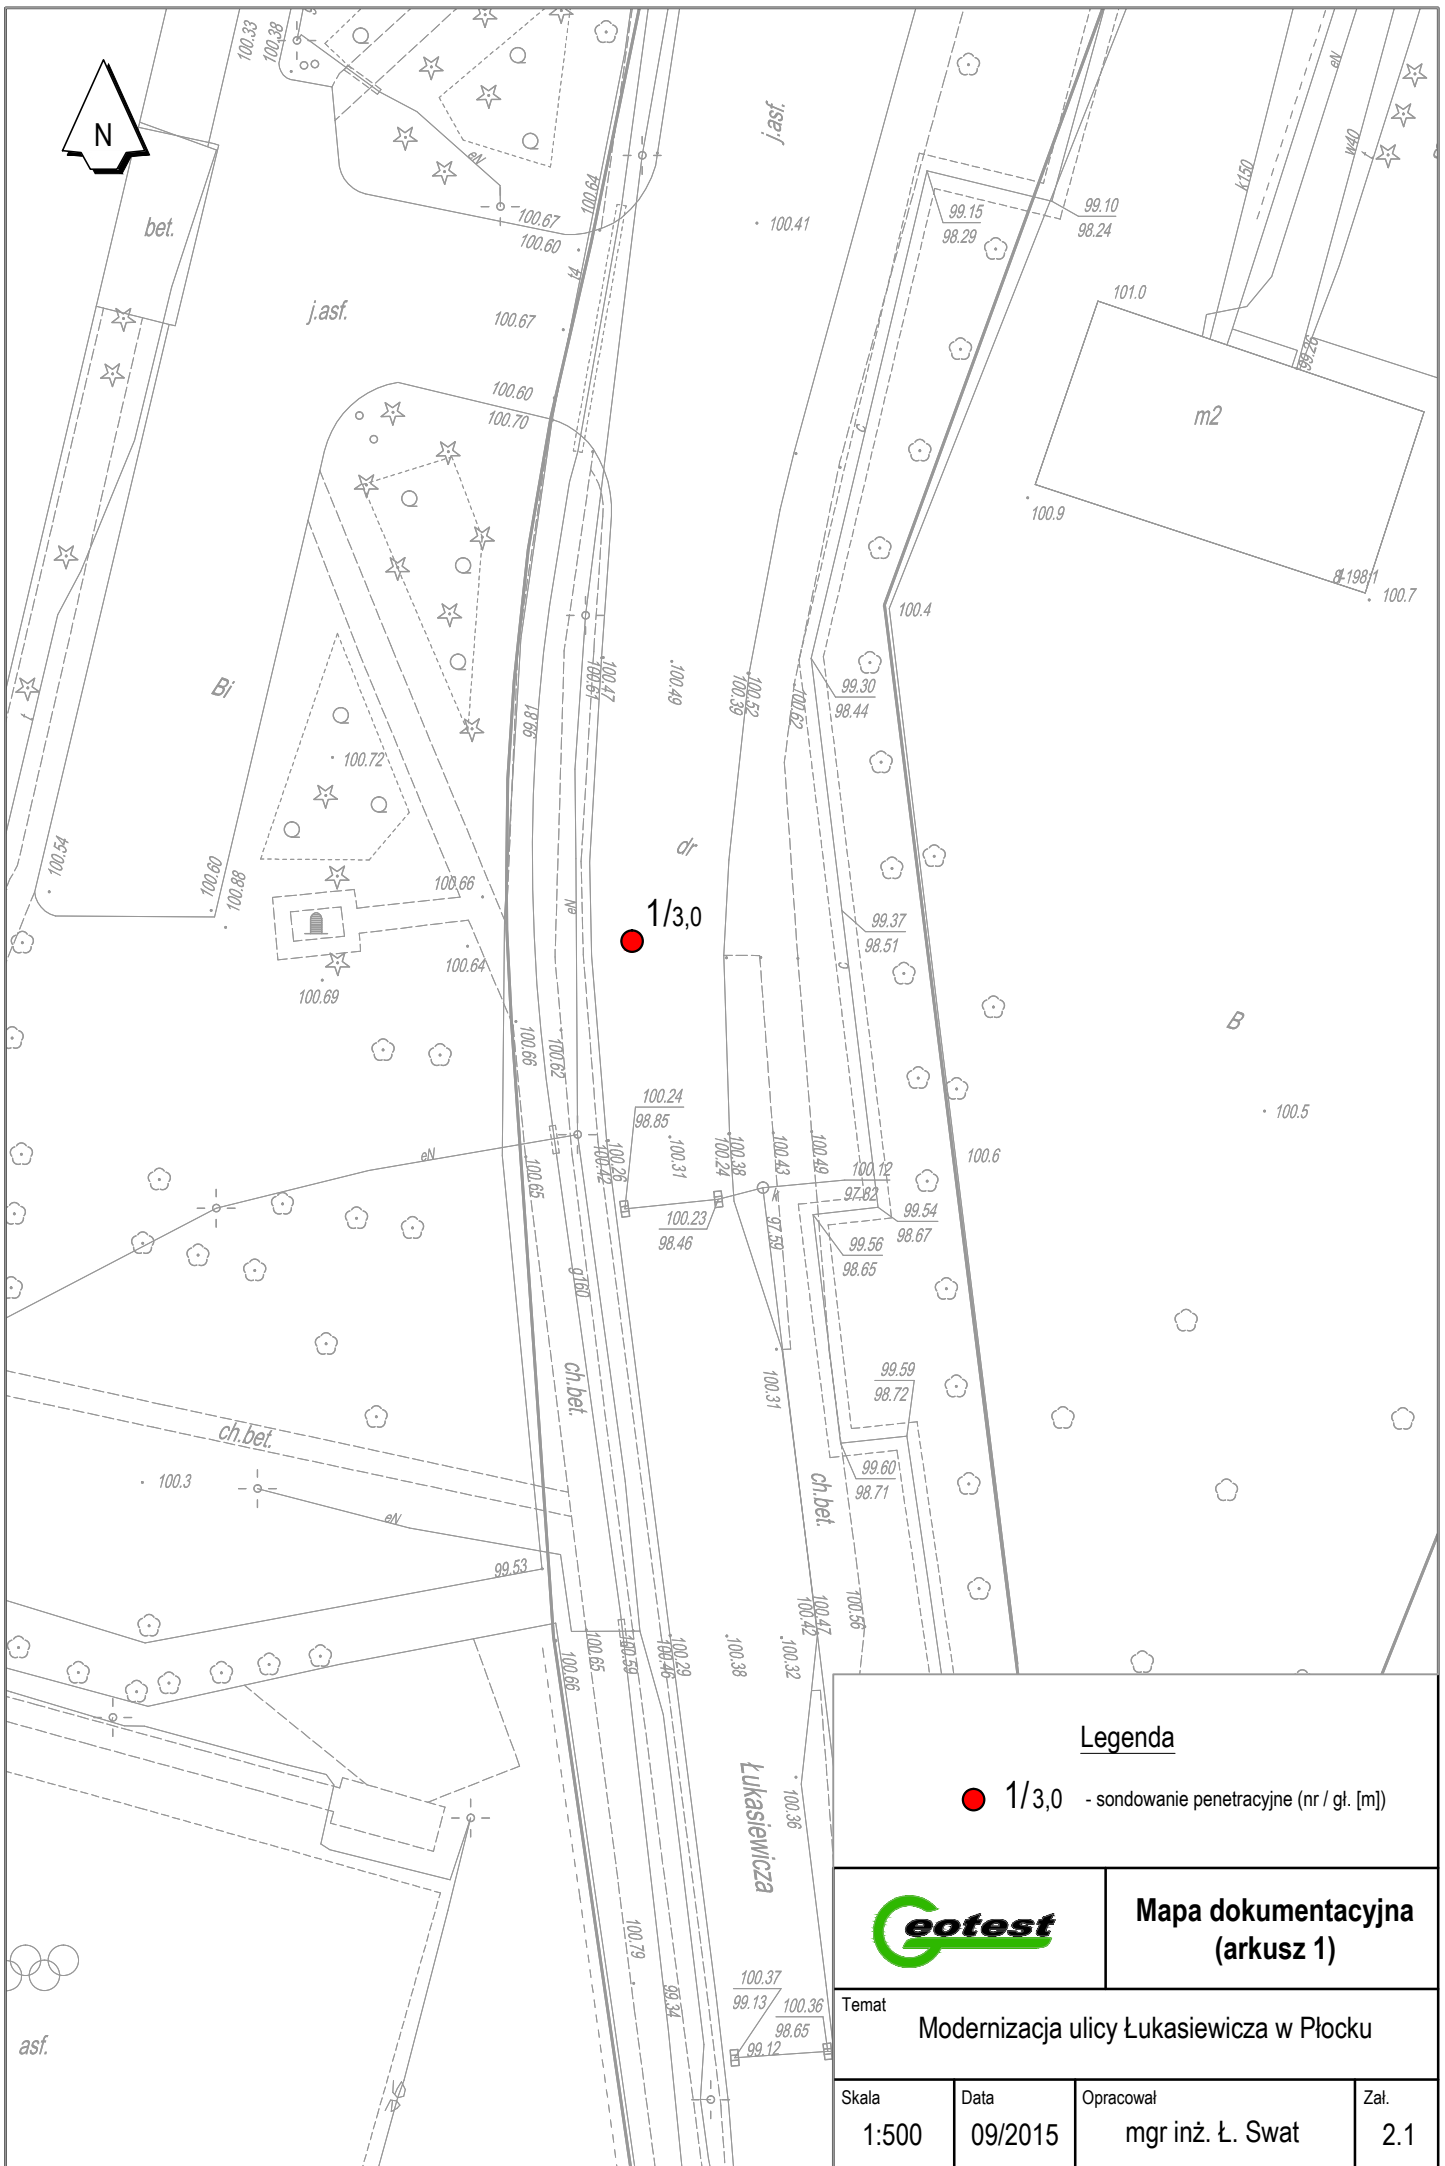 100.33
100.38
N
j.asf.
eN
eN
w40
k150
t
100.64
100.67
100.60
100.41
99.15
98.29
99.10
98.24
bet.
t4
j.asf.
100.67
101.0
99.26
100.60
100.70
c
m2
100.9
100.7
100.4
Bi
t
100.47
100.61
100.49
100.52
100.39
100.62
99.30
98.44
99.81
100.72
dr
100.54
100.60
100.88
100.66
eN
1/3,0
99.37
98.51
c
100.64
100.69
B
100.66
100.62
100.24
98.85
100.5
eN
100.26
100.42
100.31
100.38
100.24
100.43
100.49
100.6
100.65
100.12
97.82
k
100.23
98.46
97.59
99.54
98.67
99.56
98.65
g160
ch.bet.
100.31
99.59
98.72
ch.bet.
99.60
98.71
100.3
ch.bet.
eN
99.53
100.66
100.65
100.59
100.46
100.29
100.38
100.32
100.42
100.47
100.56
Łukasiewicza
100.36
100.79
99.34
100.37
99.13
100.36
98.65
99.12
asf.
Legenda
1/3,0 - sondowanie penetracyjne (nr / gł. [m])
Geotest
Mapa dokumentacyjna
(arkusz 1)
Temat
Modernizacja ulicy Łukasiewicza w Płocku
Skala
1:500
Data
09/2015
Opracował
mgr inż. Ł. Swat
Zał.
2.1